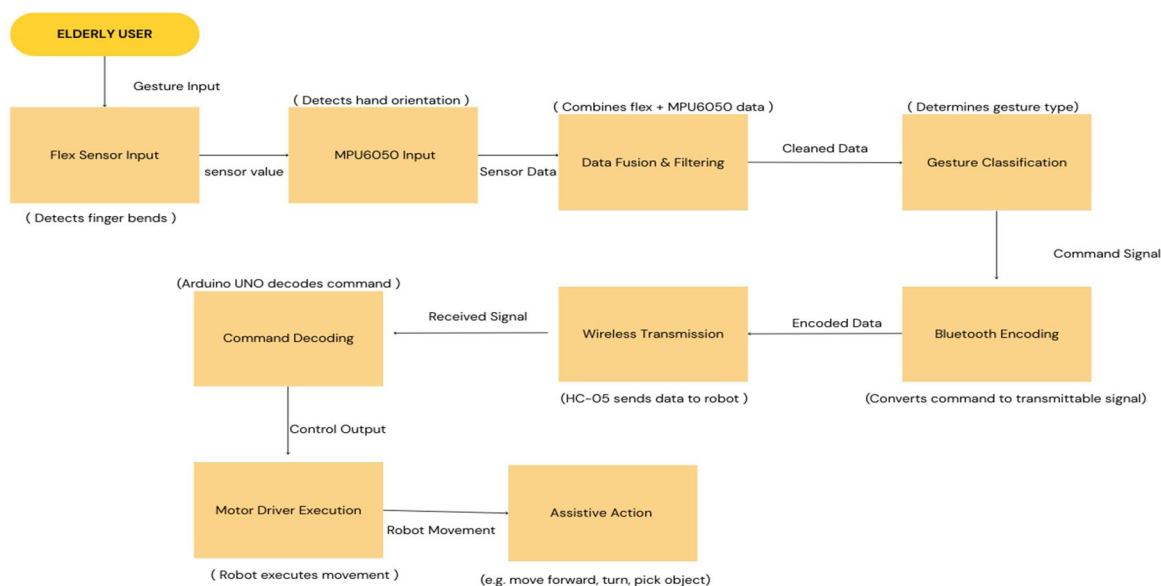 ELDERLY USER
Gesture Input
( Detects hand orientation )
( Combines flex + MPU6050 data )
( Determines gesture type)
Flex Sensor Input
sensor value
MPU6050 Input
Sensor Data
Data Fusion & Filtering
Cleaned Data
Gesture Classification
( Detects finger bends )
Command Signal
(Arduino UNO decodes command )
Command Decoding
Received Signal
Wireless Transmission
Encoded Data
Bluetooth Encoding
(HC-05 sends data to robot )
(Converts command to transmittable signal)
Control Output
Motor Driver Execution
Robot Movement
Assistive Action
( Robot executes movement )
(e.g. move forward, turn, pick object)